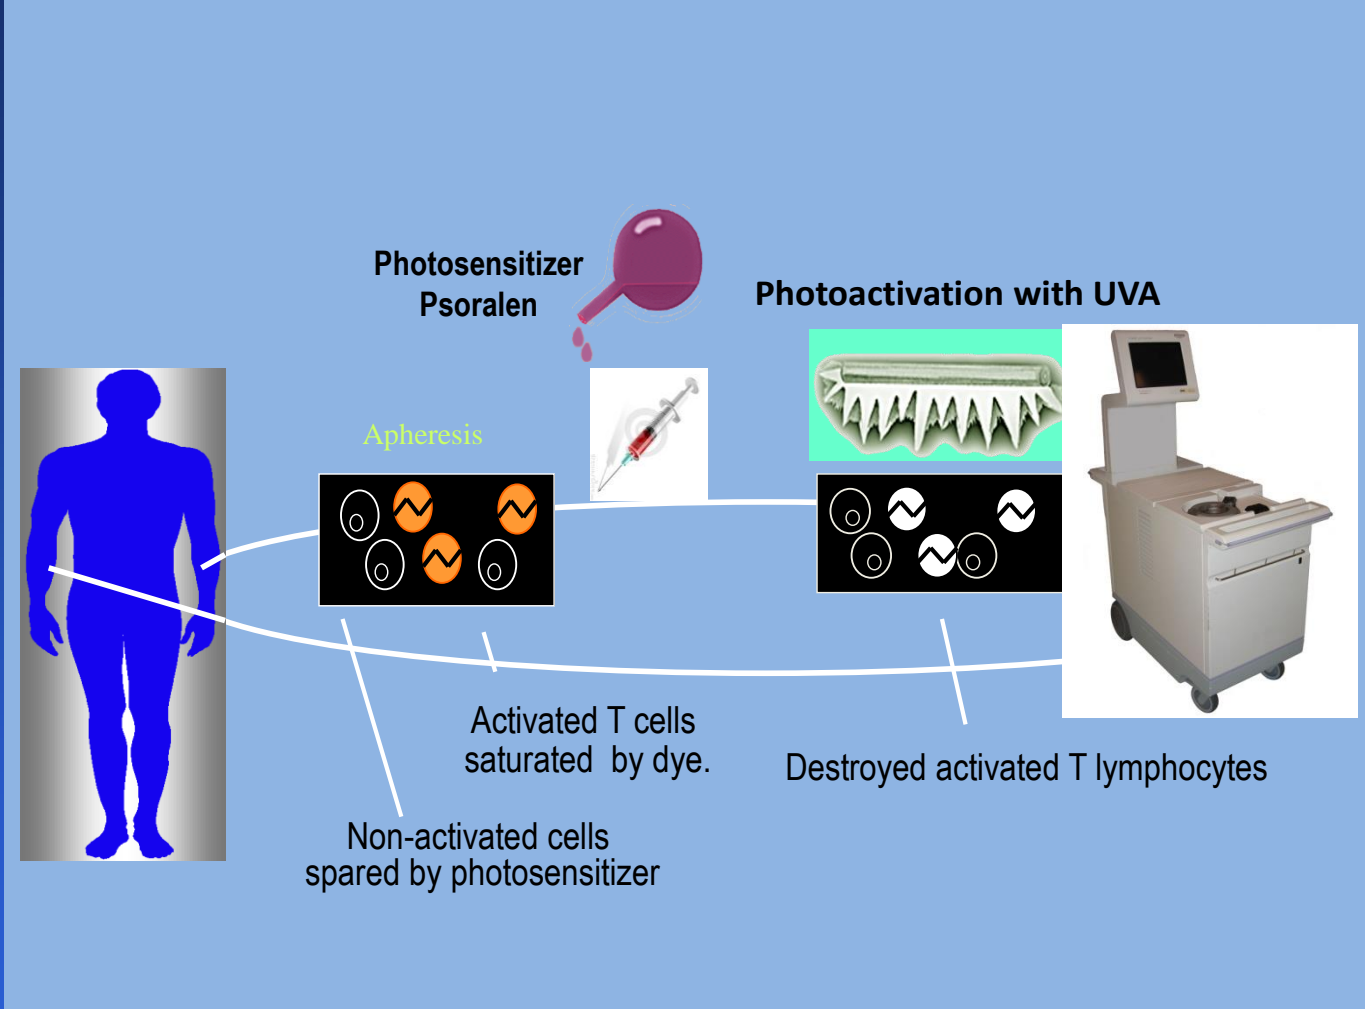 Photosensitizer
Psoralen
Photoactivation with UVA
Apheresis
Activated T cells
saturated  by dye.
Destroyed activated T lymphocytes
Non-activated cells
spared by photosensitizer